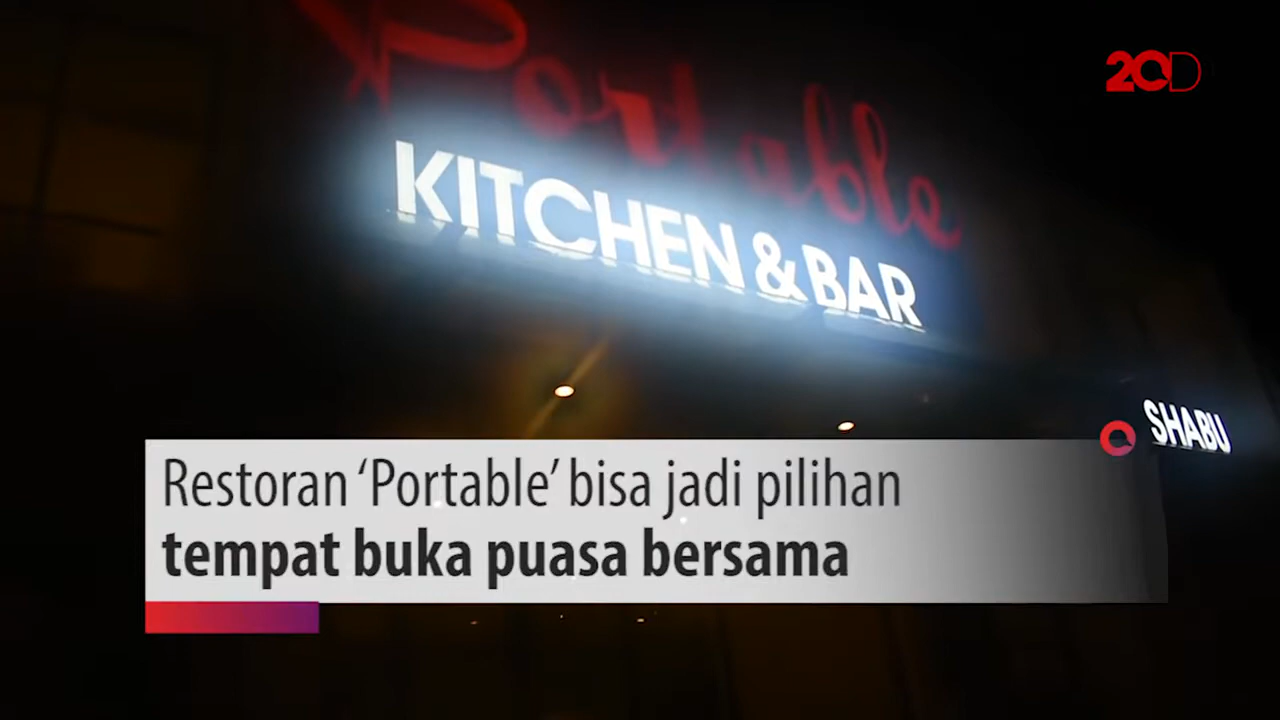 20D
Portable
KITCHEN & BAR
SHABU
Restoran ‘Portable’ bisa jadi pilihan
tempat buka puasa bersama